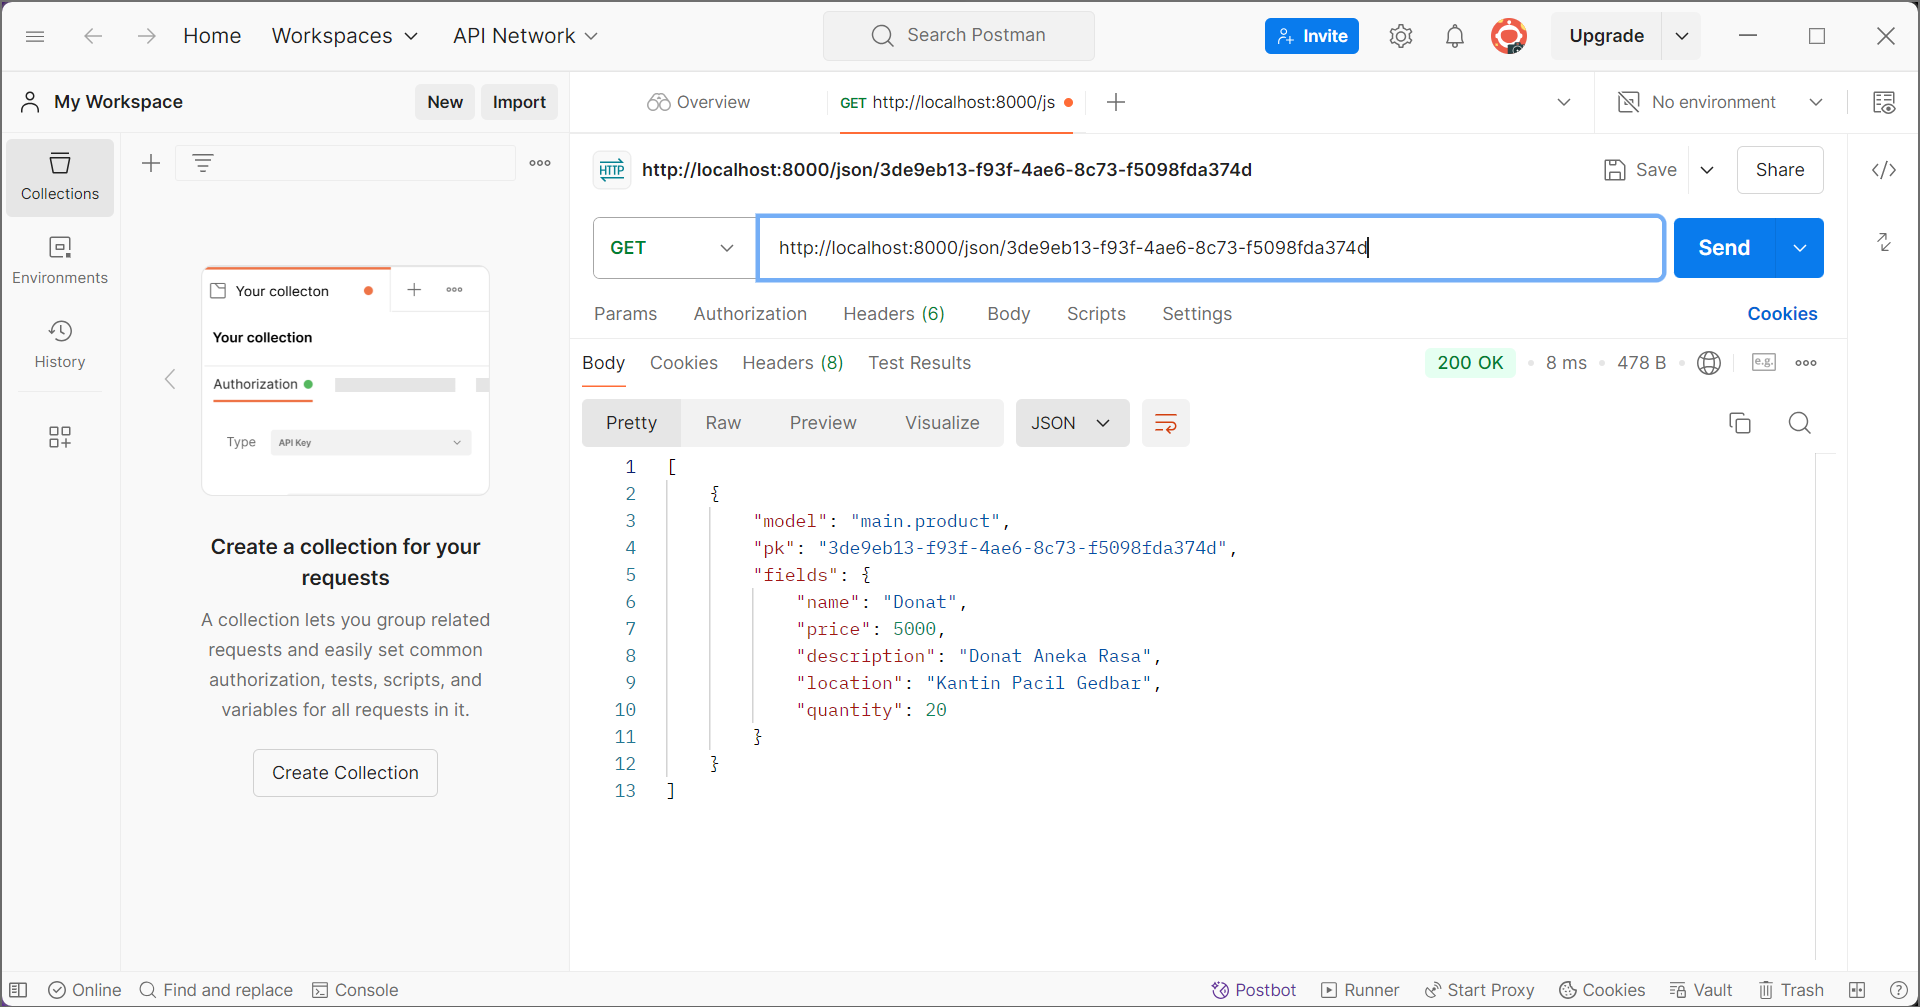 Home Workspaces API Network Search Postman Invite Upgrade
My Workspace New Import Overview GET http://localhost:8000/js No environment
Collections
Environments
History
Your collecton
Your collection
Authorization
Type API Key
Create a collection for your
requests
A collection lets you group related
requests and easily set common
authorization, tests, scripts, and
variables for all requests in it.
Create Collection
HTTP http://localhost:8000/json/3de9eb13-f93f-4ae6-8c73-f5098fda374d Save Share
GET http://localhost:8000/json/3de9eb13-f93f-4ae6-8c73-f5098fda374d Send
Params Authorization Headers (6) Body Scripts Settings Cookies
Body Cookies Headers (8) Test Results 200 OK 8 ms 478 B e.g.
Pretty Raw Preview Visualize JSON
1 [
2 {
3 "model": "main.product",
4 "pk": "3de9eb13-f93f-4ae6-8c73-f5098fda374d",
5 "fields": {
6 "name": "Donat",
7 "price": 5000,
8 "description": "Donat Aneka Rasa",
9 "location": "Kantin Pacil Gedbar",
10 "quantity": 20
11 }
12 }
13 ]
Online Find and replace Console Postbot Runner Start Proxy Cookies Vault Trash